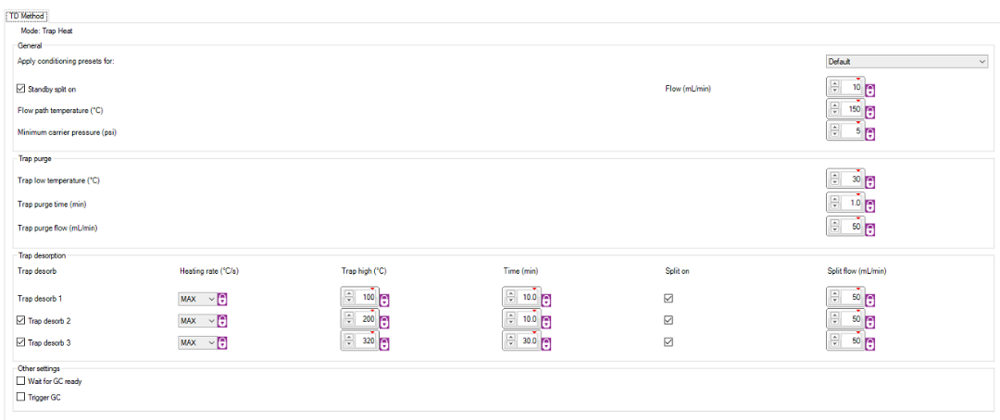 TD Method
Mode: Trap Heat
General
Apply conditioning presets for: Default
Standby split on Flow (mL/min) 10
Flow path temperature (°C) 150
Minimum carrier pressure (psi) 5
Trap purge
Trap low temperature (°C) 30
Trap purge time (min) 1.0
Trap purge flow (mL/min) 50
Trap desorption
Trap desorb Heating rate (°C/s) Trap high (°C) Time (min) Split on Split flow (mL/min)
Trap desorb 1 MAX 100 10.0 50
Trap desorb 2 MAX 200 10.0 50
Trap desorb 3 MAX 320 30.0 50
Other settings
Wait for GC ready
Trigger GC